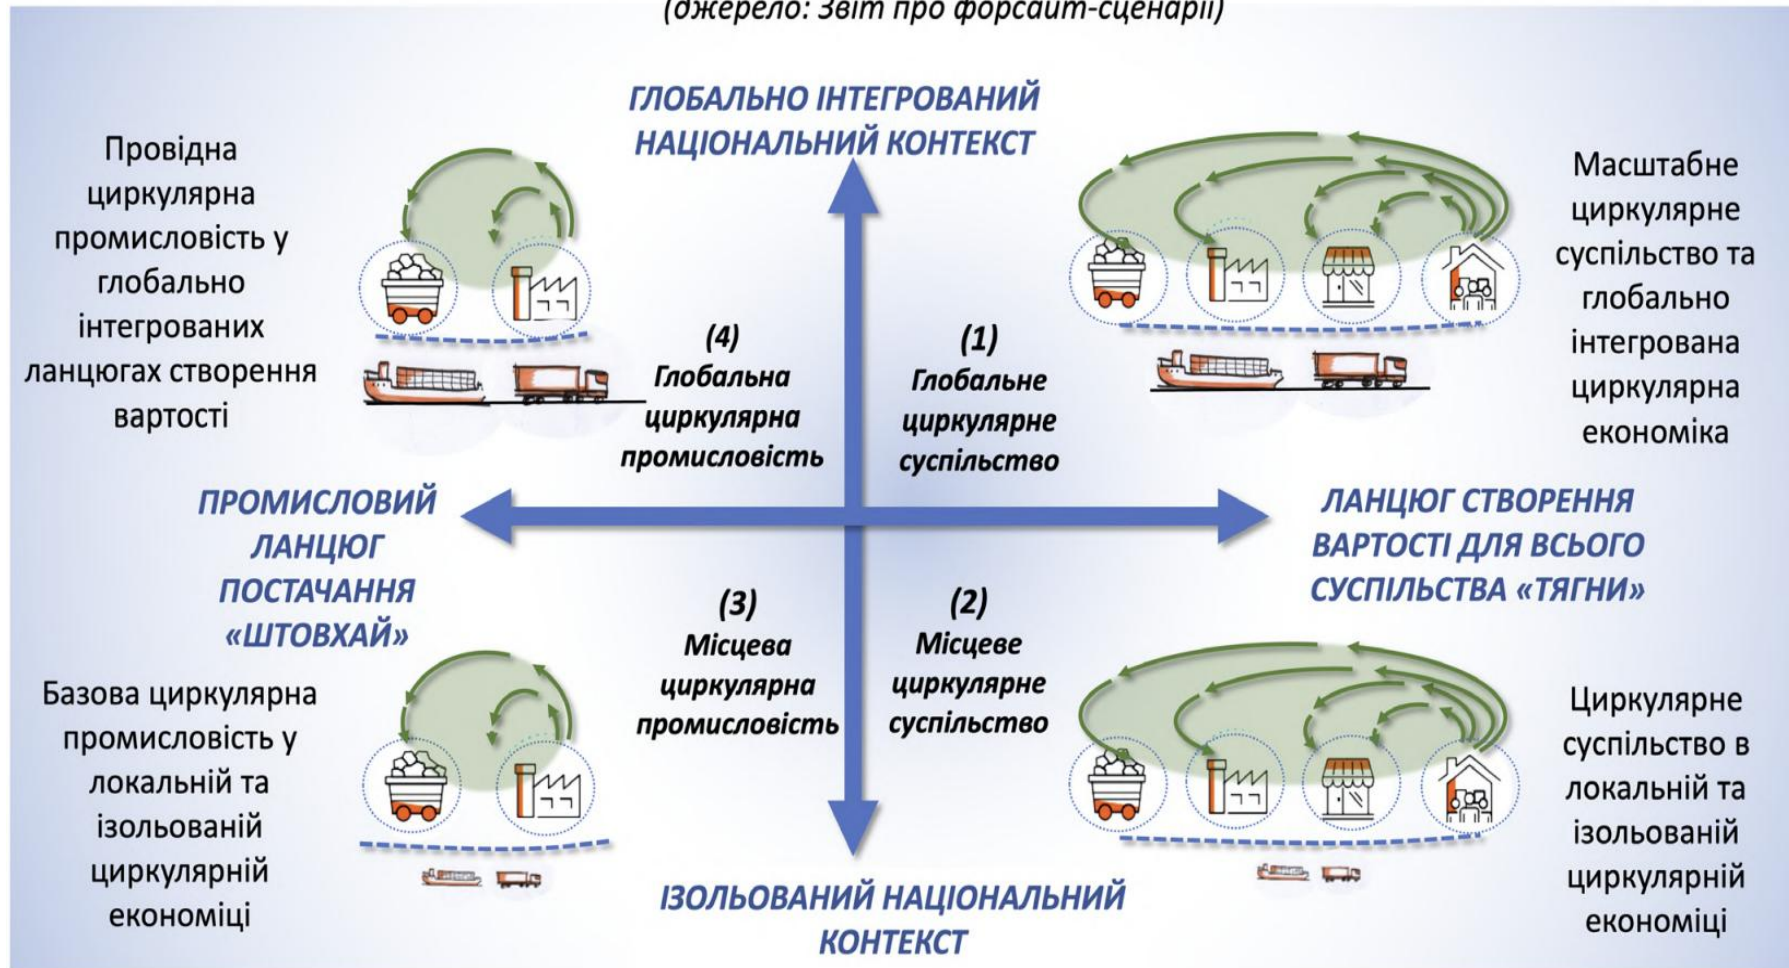 (джерело: Звіт про форсайт-сценарії)
ГЛОБАЛЬНО ІНТЕГРОВАНИЙ
НАЦІОНАЛЬНИЙ КОНТЕКСТ
Провідна
циркулярна
промисловість у
глобально
інтегрованих
ланцюгах створення
вартості
(4)
Глобальна
циркулярна
промисловість
(1)
Глобальне
циркулярне
суспільство
Масштабне
циркулярне
суспільство та
глобально
інтегрована
циркулярна
економіка
ПРОМИСЛОВИЙ
ЛАНЦЮГ
ПОСТАЧАННЯ
«ШТОВХАЙ»
ЛАНЦЮГ СТВОРЕННЯ
ВАРТОСТІ ДЛЯ ВСЬОГО
СУСПІЛЬСТВА «ТЯГНИ»
Базова циркулярна
промисловість у
локальній та
ізольованій
циркулярній
економіці
(3)
Місцева
циркулярна
промисловість
(2)
Місцеве
циркулярне
суспільство
Циркулярне
суспільство в
локальній та
ізольованій
циркулярній
економіці
ІЗОЛЬОВАНИЙ НАЦІОНАЛЬНИЙ
КОНТЕКСТ